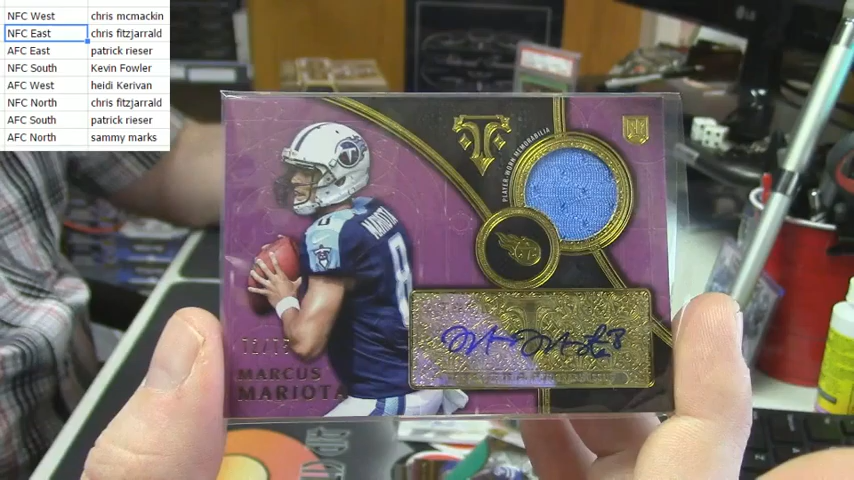 NFC West chris mcmackin
NFC East chris fitzjarrald
AFC East patrick rieser
NFC South Kevin Fowler
AFC West heidi Kerivan
NFC North chris fitzjarrald
AFC South patrick rieser
AFC North sammy marks
PLAYER-WORN MEMORABILIA
MARIOTA
8
MARCUS
MARIOTA